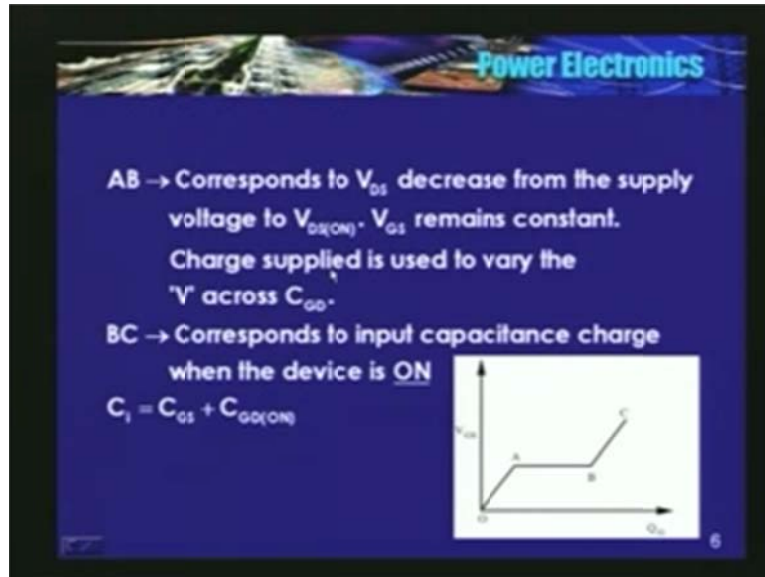 Power Electronics
AB → Corresponds to V_DS decrease from the supply
voltage to V_DS(ON). V_GS remains constant.
Charge supplied is used to vary the
'V' across C_GD.
BC → Corresponds to input capacitance charge
when the device is ON
C_i = C_GS + C_GD(ON)
V_GS
A
B
C
O
Q_G
6